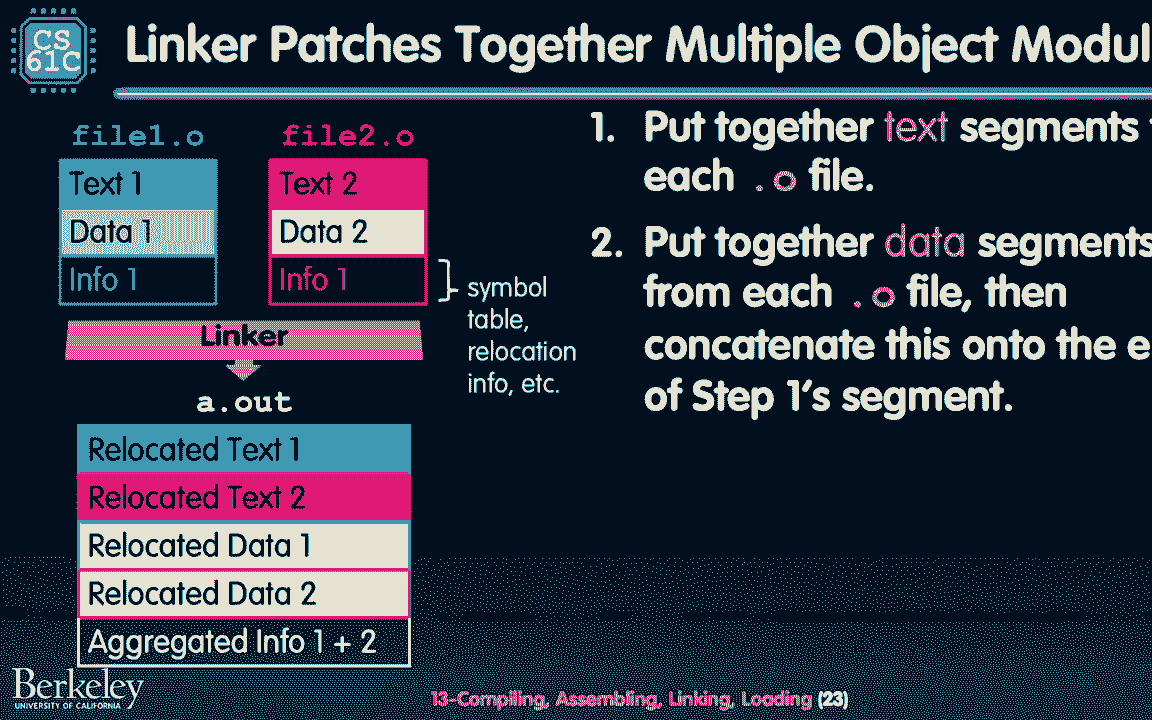 CS
61C
Linker Patches Together Multiple Object Modul
file1.o
file2.o
Text 1
Data 1
Info 1
Text 2
Data 2
Info 1
symbol
table,
relocation
info, etc.
Linker
a.out
Relocated Text 1
Relocated Text 2
Relocated Data 1
Relocated Data 2
Aggregated Info 1 + 2
1. Put together text segments
each .o file.
2. Put together data segments
from each .o file, then
concatenate this onto the e
of Step 1's segment.
Berkeley
UNIVERSITY OF CALIFORNIA
13-Compiling, Assembling, Linking, Loading (23)